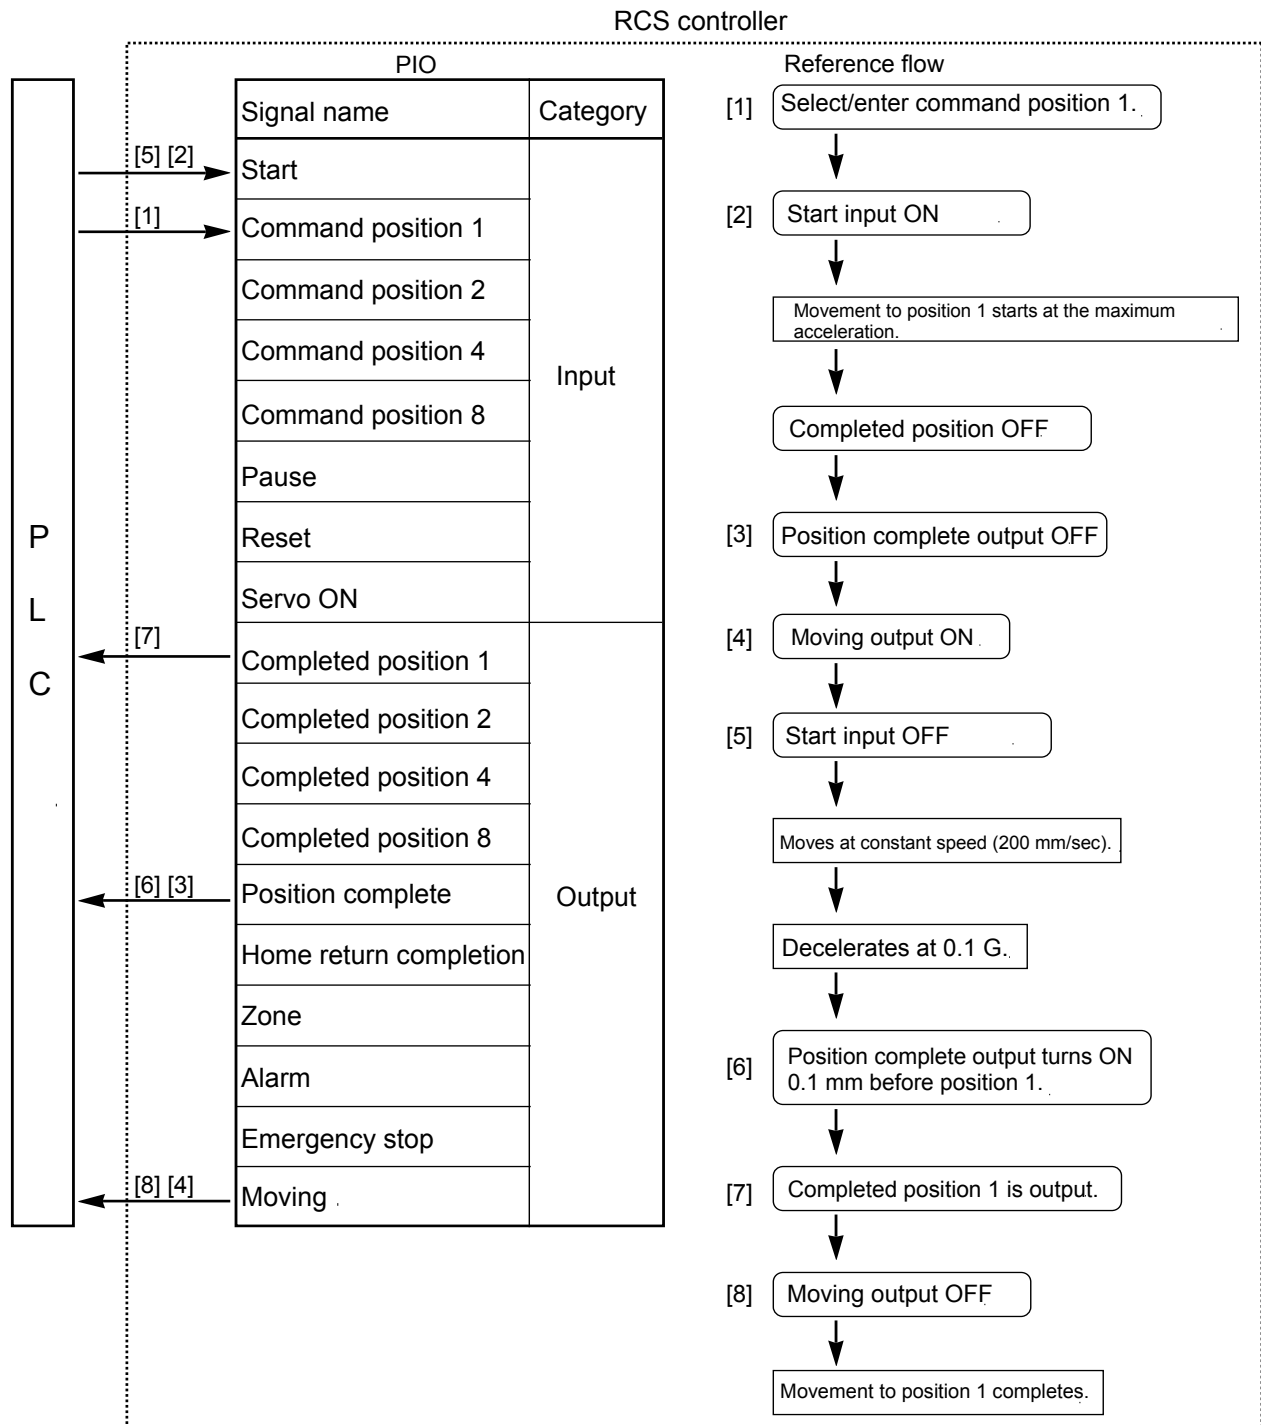 RCS controller
PIO
Signal name
Category
[5] [2]
Start
[1]
Command position 1
Command position 2
Command position 4
Command position 8
Input
Pause
Reset
Servo ON
P
L
C
[7]
Completed position 1
Completed position 2
Completed position 4
Completed position 8
[6] [3]
Position complete
Output
Home return completion
Zone
Alarm
Emergency stop
[8] [4]
Moving
Reference flow
[1]
Select/enter command position 1.
[2]
Start input ON
Movement to position 1 starts at the maximum
acceleration.
Completed position OFF
[3]
Position complete output OFF
[4]
Moving output ON
[5]
Start input OFF
Moves at constant speed (200 mm/sec).
Decelerates at 0.1 G.
[6]
Position complete output turns ON
0.1 mm before position 1.
[7]
Completed position 1 is output.
[8]
Moving output OFF
Movement to position 1 completes.